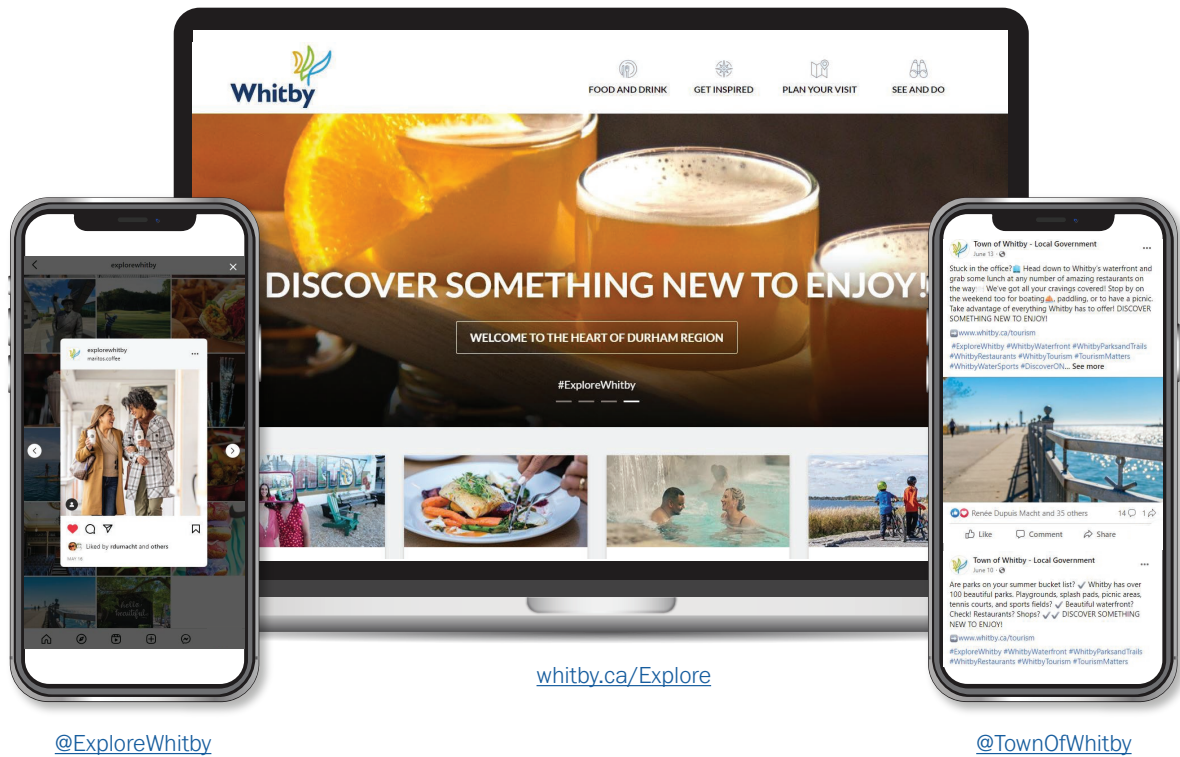 Whitby
FOOD AND DRINK
GET INSPIRED
PLAN YOUR VISIT
SEE AND DO
DISCOVER SOMETHING NEW TO ENJOY!
WELCOME TO THE HEART OF DURHAM REGION
#ExploreWhitby
explorewhitby
explorewhitby
maritas.coffee
Liked by rdumacht and others
MAY 16
hello
beautiful.
Town of Whitby - Local Government
June 13
Stuck in the office? Head down to Whitby's waterfront and
grab some lunch at any number of amazing restaurants on
the way We've got all your cravings covered! Stop by on
the weekend too for boating, paddling, or to have a picnic.
Take advantage of everything Whitby has to offer! DISCOVER
SOMETHING NEW TO ENJOY!
www.whitby.ca/tourism
#ExploreWhitby #WhitbyWaterfront #WhitbyParksandTrails
#WhitbyRestaurants #WhitbyTourism #TourismMatters
#WhitbyWaterSports #DiscoverON... See more
Renée Dupuis Macht and 35 others
14
1
Like
Comment
Share
Town of Whitby - Local Government
June 10
Are parks on your summer bucket list? ✓ Whitby has over
100 beautiful parks. Playgrounds, splash pads, picnic areas,
tennis courts, and sports fields? ✓ Beautiful waterfront?
Check! Restaurants? Shops? ✓✓ DISCOVER SOMETHING
NEW TO ENJOY!
www.whitby.ca/tourism
#ExploreWhitby #WhitbyWaterfront #WhitbyParksandTrails
#WhitbyRestaurants #WhitbyTourism #TourismMatters
whitby.ca/Explore
@ExploreWhitby
@TownOfWhitby